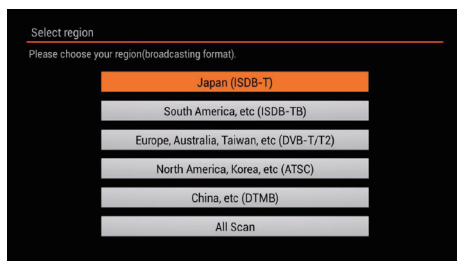 Select region
Please choose your region(broadcasting format).
Japan (ISDB-T)
South America, etc (ISDB-TB)
Europe, Australia, Taiwan, etc (DVB-T/T2)
North America, Korea, etc (ATSC)
China, etc (DTMB)
All Scan